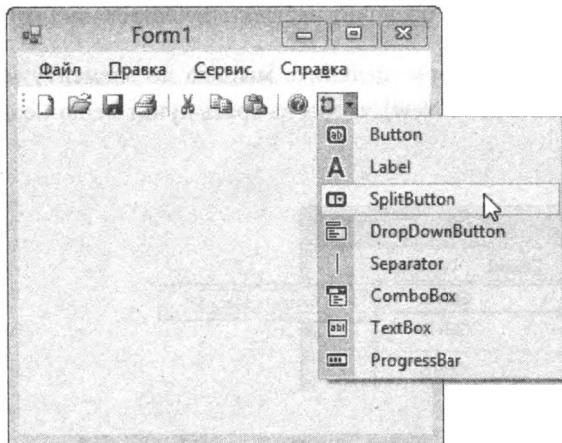 Form1
Файл Правка Сервис Справка
Button
Label
SplitButton
DropDownButton
Separator
ComboBox
TextBox
ProgressBar